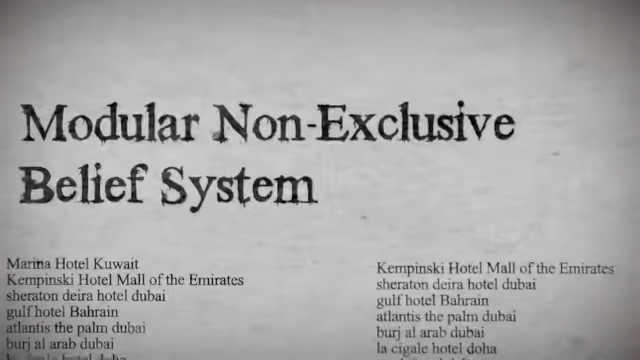 Modular Non-Exclusive
Belief System
Marina Hotel Kuwait
Kempinski Hotel Mall of the Emirates
sheraton deira hotel dubai
gulf hotel Bahrain
atlantis the palm dubai
burj al arab dubai
Kempinski Hotel Mall of the Emirates
sheraton deira hotel dubai
gulf hotel Bahrain
atlantis the palm dubai
burj al arab dubai
la cigale hotel doha